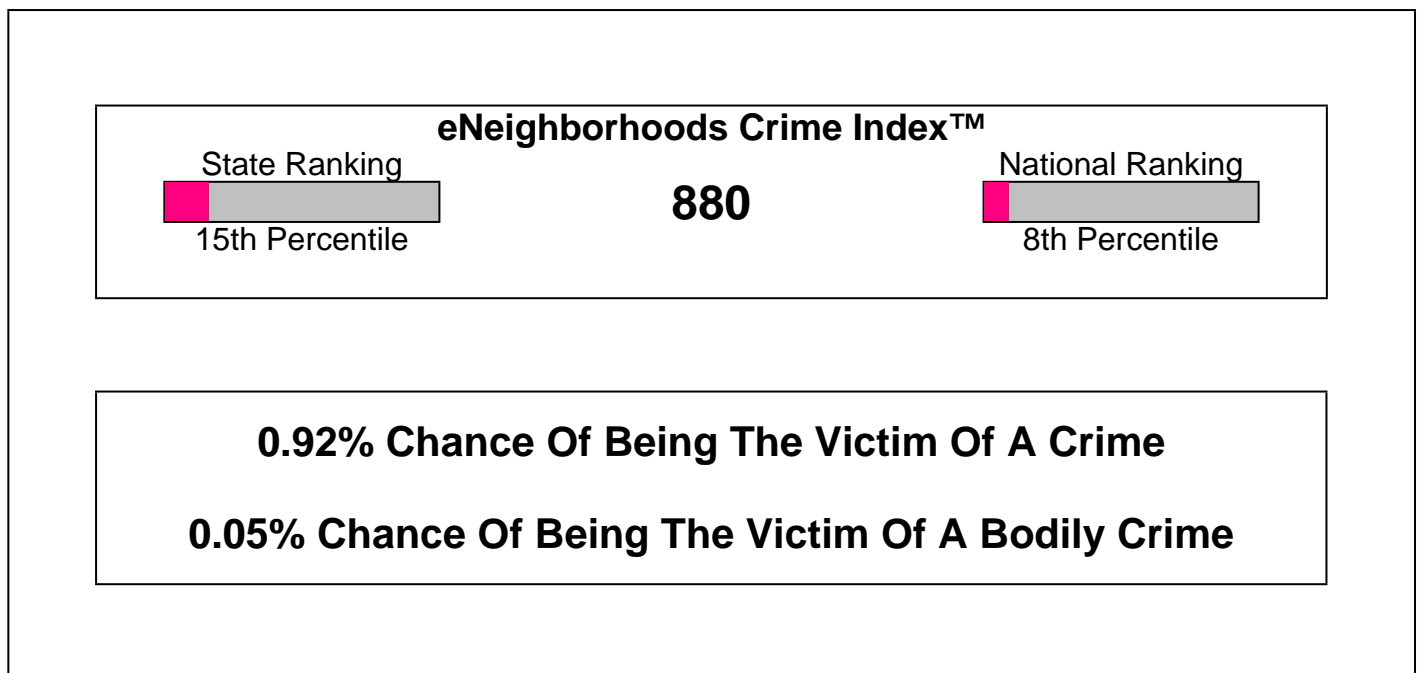 eNeighborhoods Crime Index™
State Ranking
15th Percentile
880
National Ranking
8th Percentile
0.92% Chance Of Being The Victim Of A Crime
0.05% Chance Of Being The Victim Of A Bodily Crime